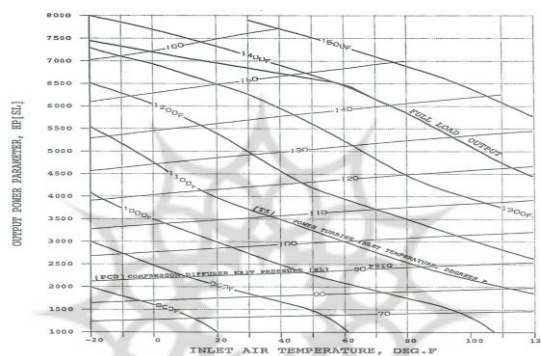 8000
7500
7000
6500
6000
5500
5000
4500
4000
3500
3000
2500
2000
1500
1000
OUTPUT POWER PARAMETER, HP[SL]
160
1400F
1500F
150
140
1200F
FULL LOAD OUTPUT
130
120
1100F
1300F
1000F
110
[T5] POWER TURBINE INLET TEMPERATURE, DEGREES F
100
[PCD] COMPRESSOR DIFFUSER EXIT PRESSURE [SL] 90 PSIG
900F
80
800F
70
-20 0 20 40 60 80 100 120
INLET AIR TEMPERATURE, DEG.F